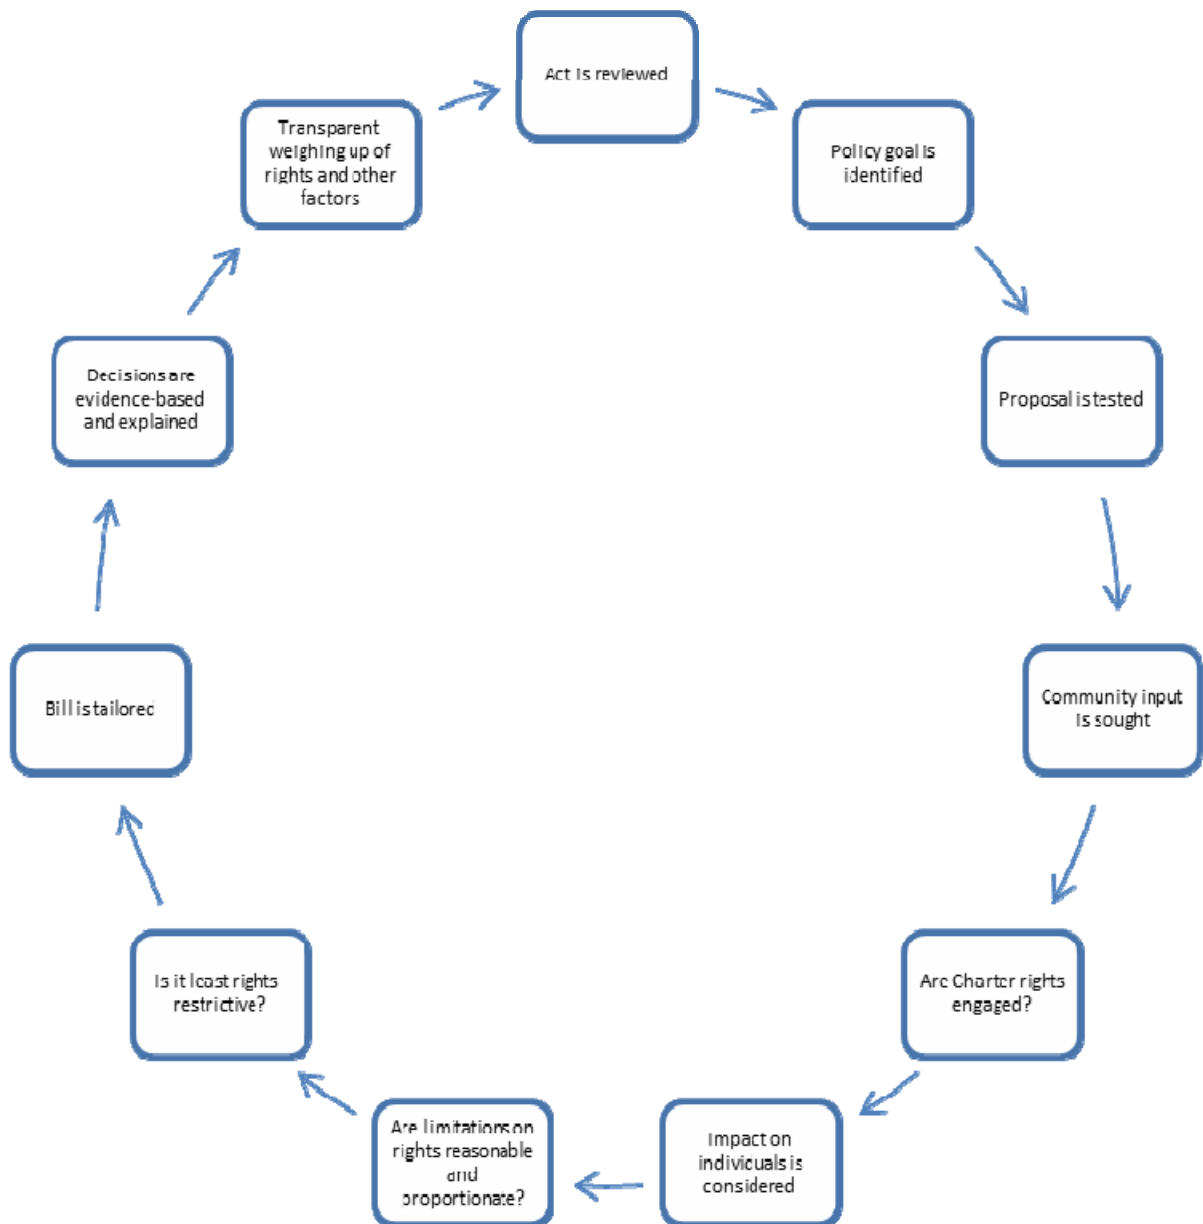 Act is reviewed
Policy goal is
identified
Proposal is tested
Community input
is sought
Are Charter rights
engaged?
Impact on
individuals is
considered
Are limitations on
rights reasonable
and
proportionate?
Is it least rights
restrictive?
Bill is tailored
Decisions are
evidence-based
and explained
Transparent
weighing up of
rights and other
factors